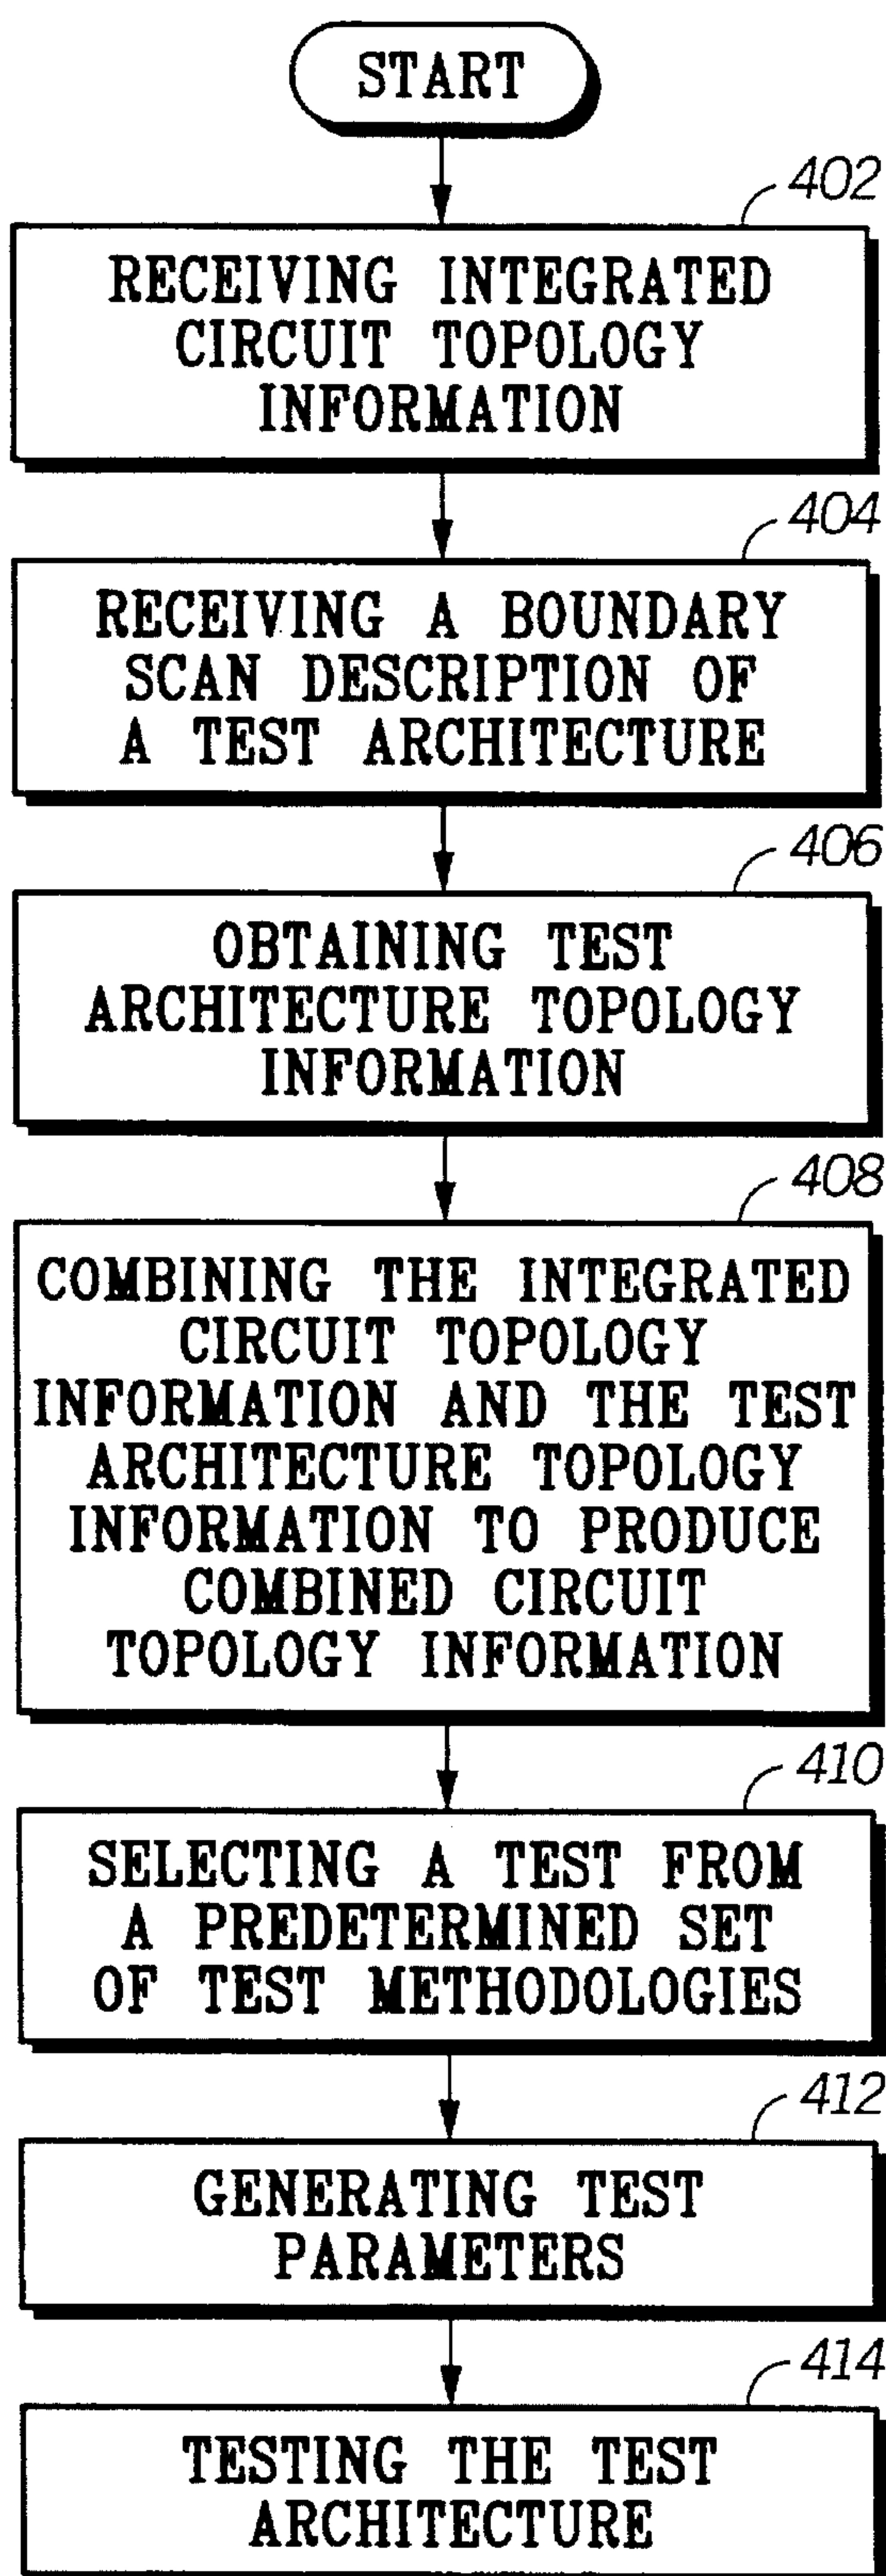 START
402
RECEIVING INTEGRATED
CIRCUIT TOPOLOGY
INFORMATION
404
RECEIVING A BOUNDARY
SCAN DESCRIPTION OF
A TEST ARCHITECTURE
406
OBTAINING TEST
ARCHITECTURE TOPOLOGY
INFORMATION
408
COMBINING THE INTEGRATED
CIRCUIT TOPOLOGY
INFORMATION AND THE TEST
ARCHITECTURE TOPOLOGY
INFORMATION TO PRODUCE
COMBINED CIRCUIT
TOPOLOGY INFORMATION
410
SELECTING A TEST FROM
A PREDETERMINED SET
OF TEST METHODOLOGIES
412
GENERATING TEST
PARAMETERS
414
TESTING THE TEST
ARCHITECTURE